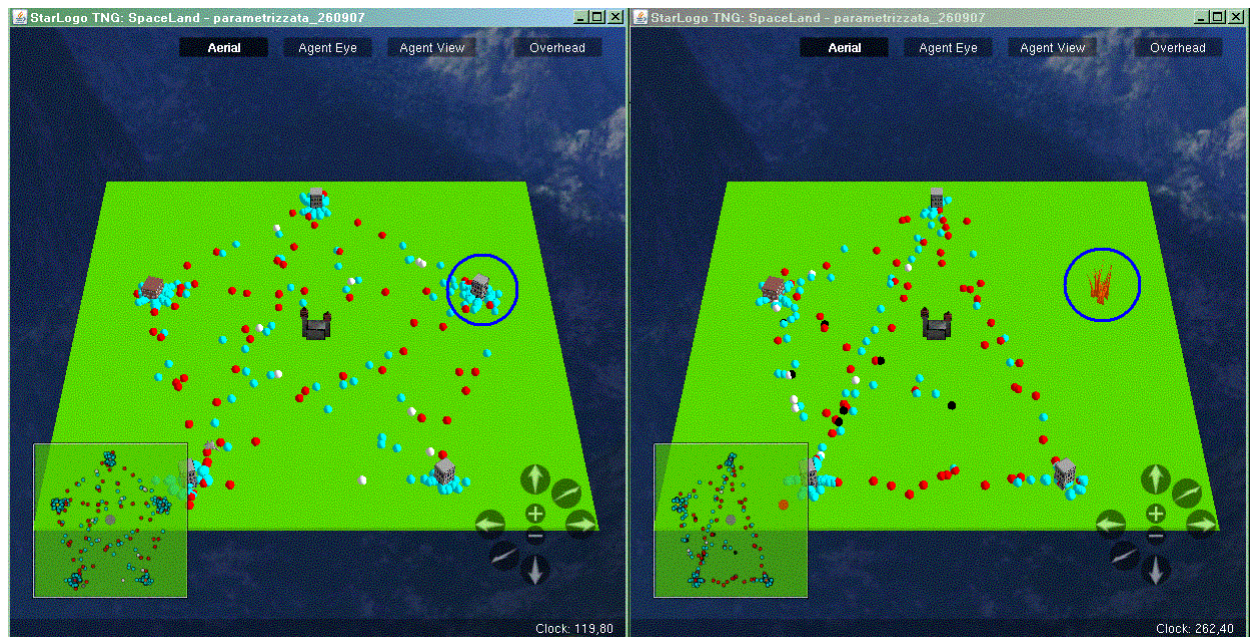 StarLogo TNG: SpaceLand - parametrizzata_260907
Aerial Agent Eye Agent View Overhead
Clock: 119,80
StarLogo TNG: SpaceLand - parametrizzata_260907
Aerial Agent Eye Agent View Overhead
Clock: 262,40